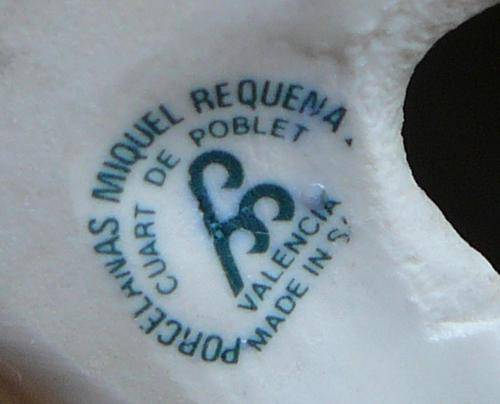 PORCELANAS MIQUEL REQUENA
CUART DE POBLET
VALENCIA
MADE IN